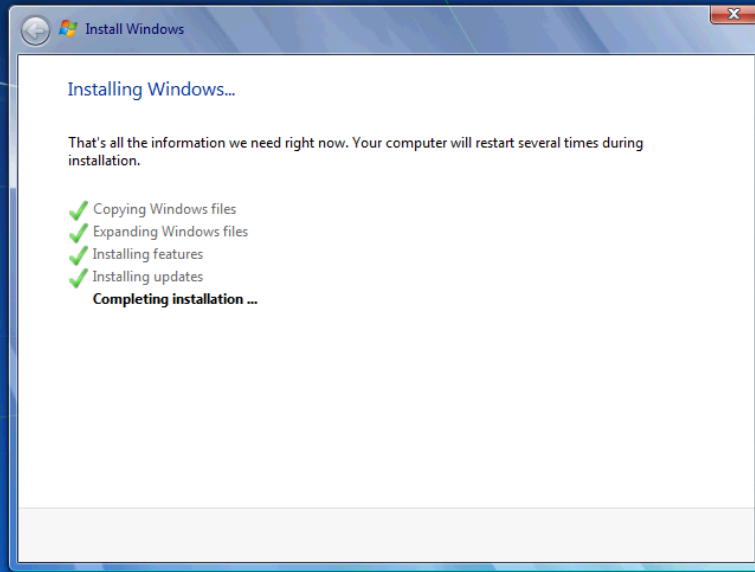 Install Windows
Installing Windows...
That's all the information we need right now. Your computer will restart several times during
installation.
Copying Windows files
Expanding Windows files
Installing features
Installing updates
Completing installation ...